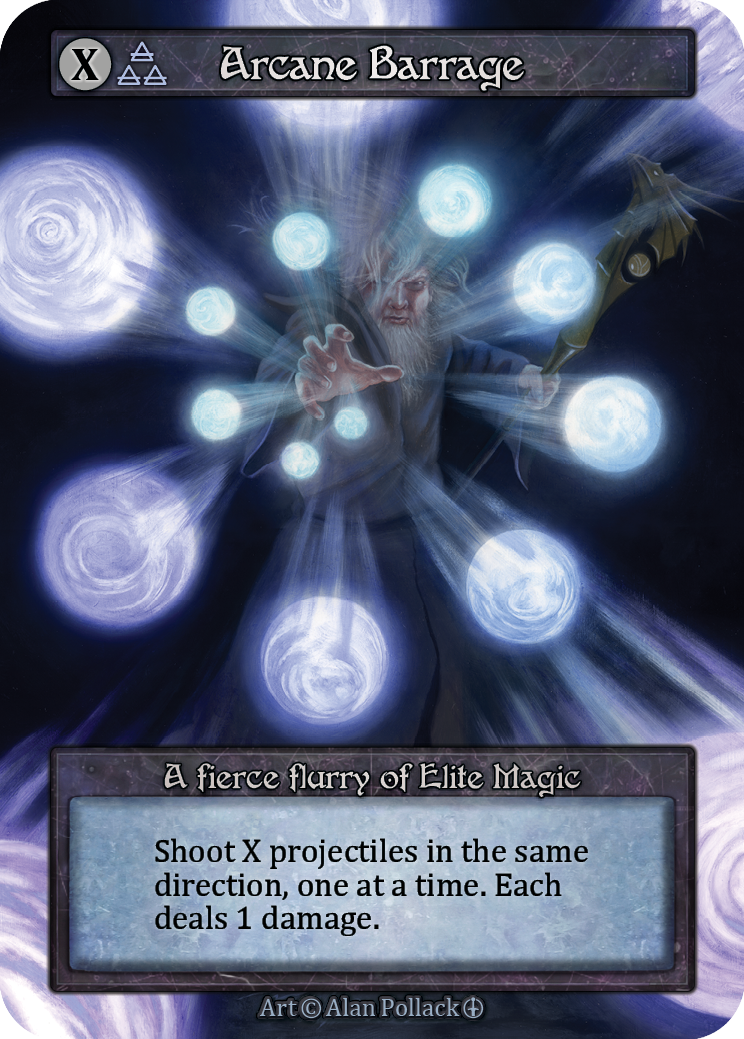 X Arcane Barrage
A fierce flurry of Elite Magic
Shoot X projectiles in the same
direction, one at a time. Each
deals 1 damage.
Art © Alan Pollack